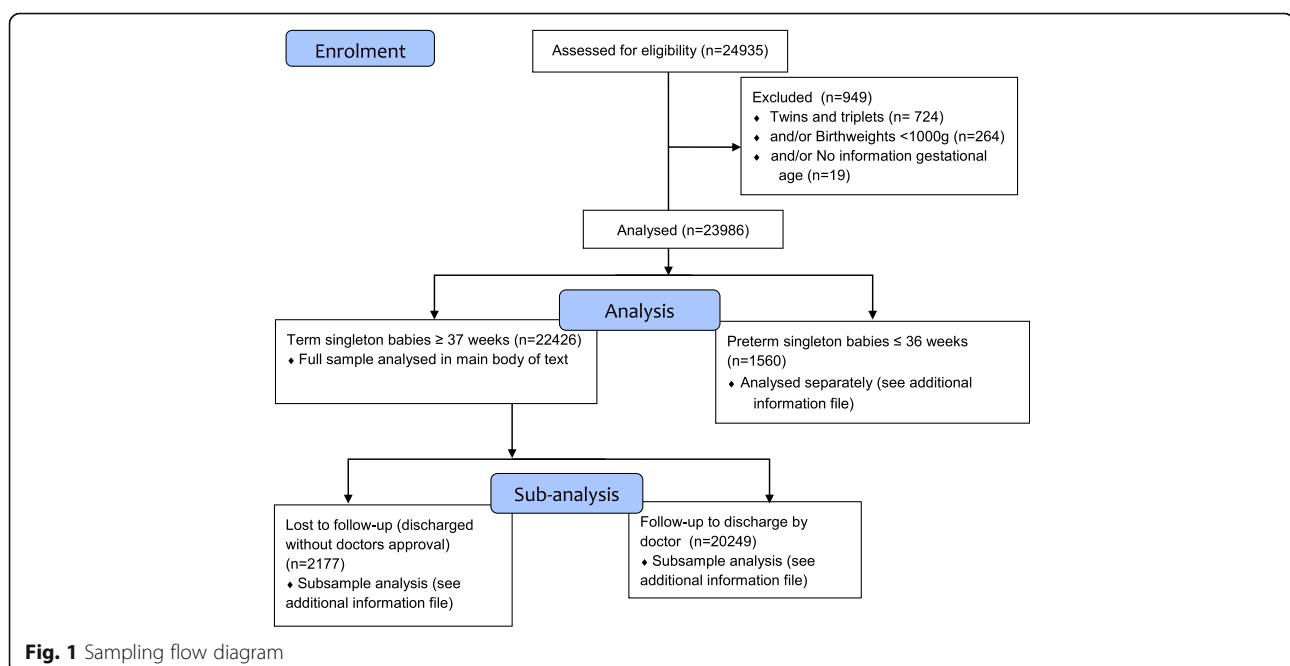 Enrolment
Assessed for eligibility (n=24935)
Excluded (n=949)
♦ Twins and triplets (n= 724)
♦ and/or Birthweights <1000g (n=264)
♦ and/or No information gestational
age (n=19)
Analysed (n=23986)
Analysis
Term singleton babies ≥ 37 weeks (n=22426)
♦ Full sample analysed in main body of text
Preterm singleton babies ≤ 36 weeks
(n=1560)
♦ Analysed separately (see additional
information file)
Sub-analysis
Lost to follow-up (discharged
without doctors approval)
(n=2177)
♦ Subsample analysis (see
additional information file)
Follow-up to discharge by
doctor (n=20249)
♦ Subsample analysis (see
additional information file)
Fig. 1 Sampling flow diagram